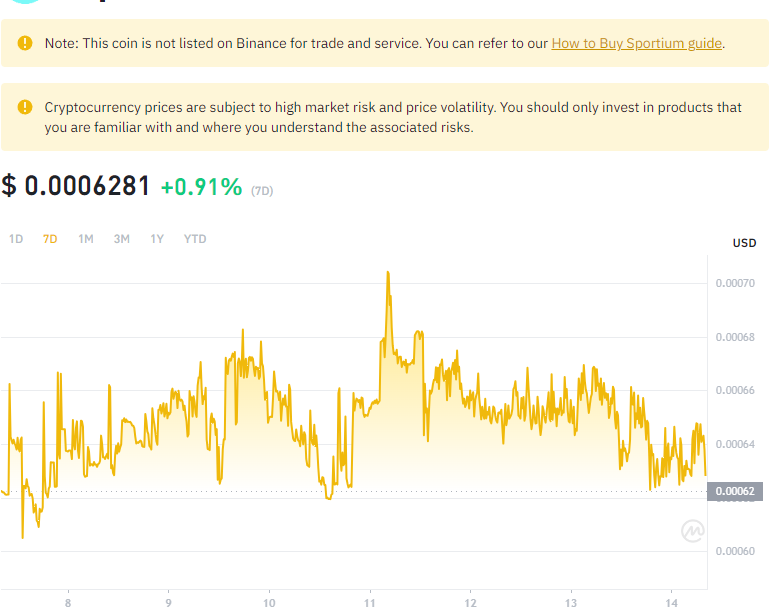 Note: This coin is not listed on Binance for trade and service. You can refer to our How to Buy Sportium guide.
Cryptocurrency prices are subject to high market risk and price volatility. You should only invest in products that
you are familiar with and where you understand the associated risks.
$ 0.0006281 +0.91% (7D)
1D 7D 1M 3M 1Y YTD
USD
0.00070
0.00068
0.00066
0.00064
0.00062
0.00060
8 9 10 11 12 13 14